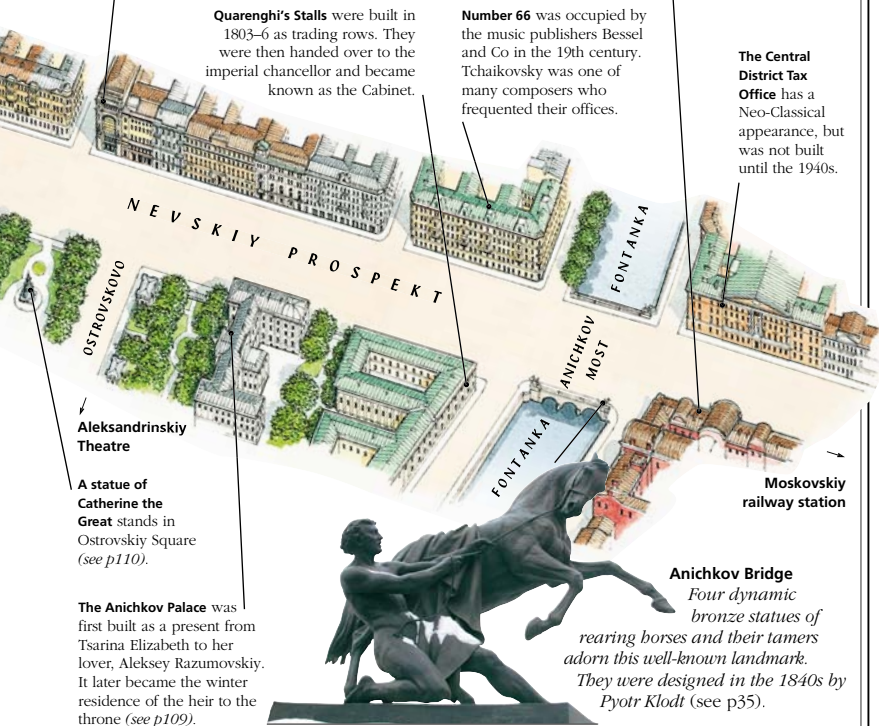 Quarenghi's Stalls were built in
1803–6 as trading rows. They
were then handed over to the
imperial chancellor and became
known as the Cabinet.
Number 66 was occupied by
the music publishers Bessel
and Co in the 19th century.
Tchaikovsky was one of
many composers who
frequented their offices.
The Central
District Tax
Office has a
Neo-Classical
appearance, but
was not built
until the 1940s.
NEVSKIY PROSPEKT
FONTANKA
OSTROVSKOVO
ANICHKOV
MOST
FONTANKA
Aleksandrinskiy
Theatre
Moskovskiy
railway station
A statue of
Catherine the
Great stands in
Ostrovskiy Square
(see p110).
The Anichkov Palace was
first built as a present from
Tsarina Elizabeth to her
lover, Aleksey Razumovskiy.
It later became the winter
residence of the heir to the
throne (see p109).
Anichkov Bridge
Four dynamic
bronze statues of
rearing horses and their tamers
adorn this well-known landmark.
They were designed in the 1840s by
Pyotr Klodt (see p35).